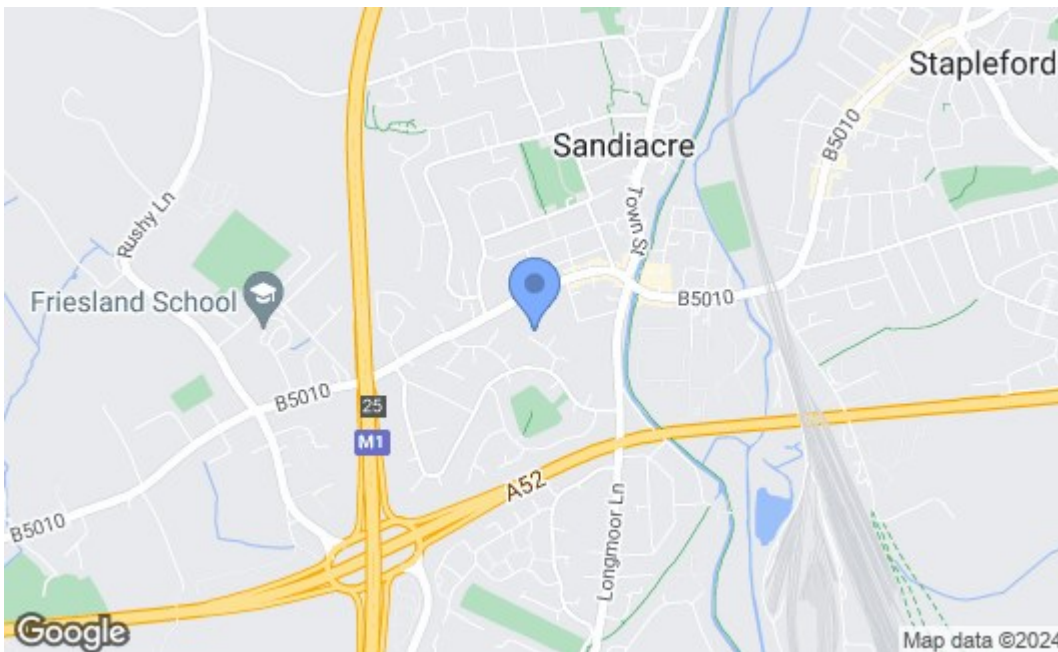 Stapleford
B5010
Sandiacre
Rushy Ln
Town St
Friesland School
B5010
B5010
25
M1
A52
B5010
Longmoor Ln
Google
Map data ©2024